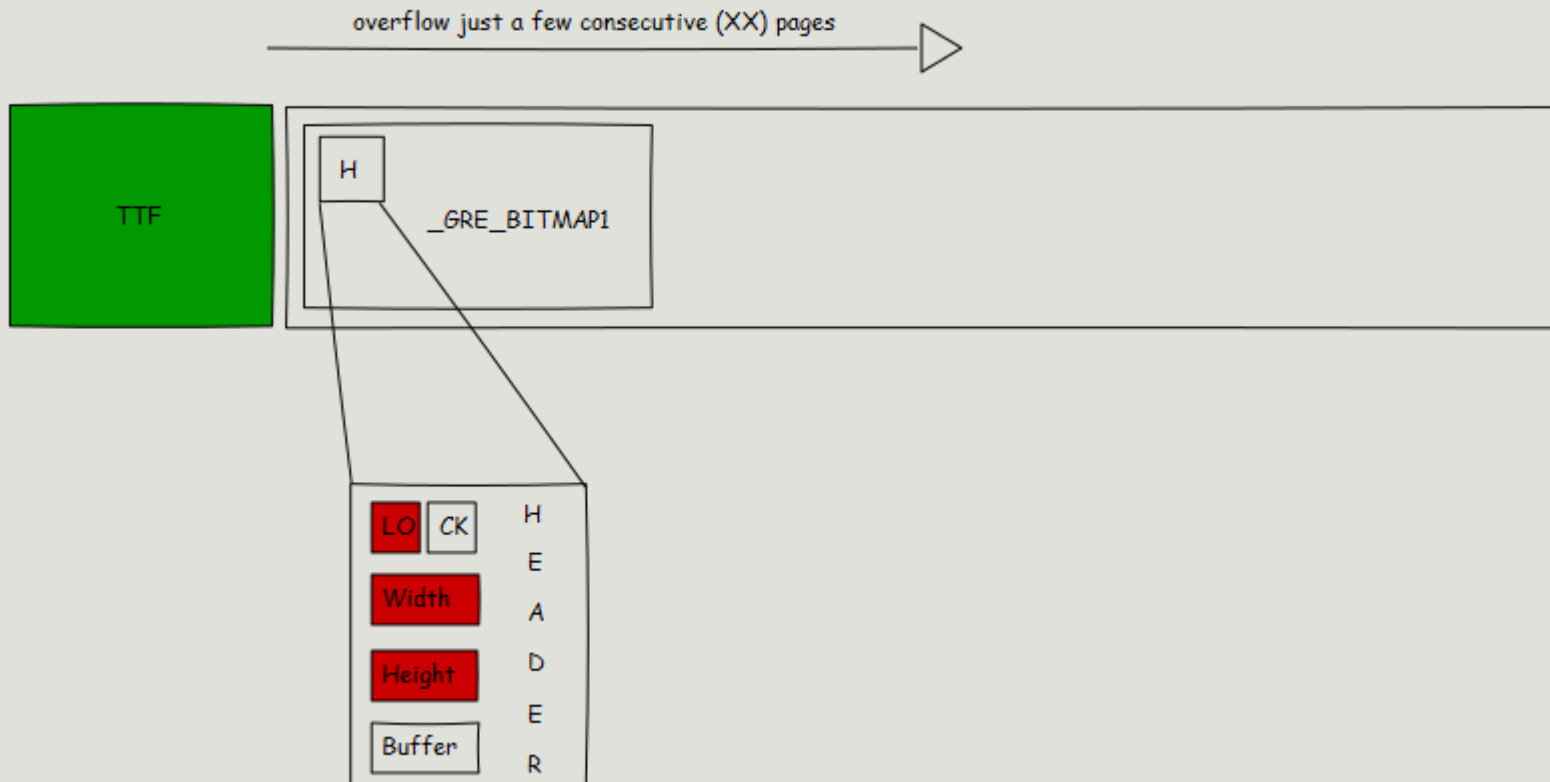 overflow just a few consecutive (XX) pages
TTF
H
_GRE_BITMAP1
LO CK
Width
Height
Buffer
H
E
A
D
E
R